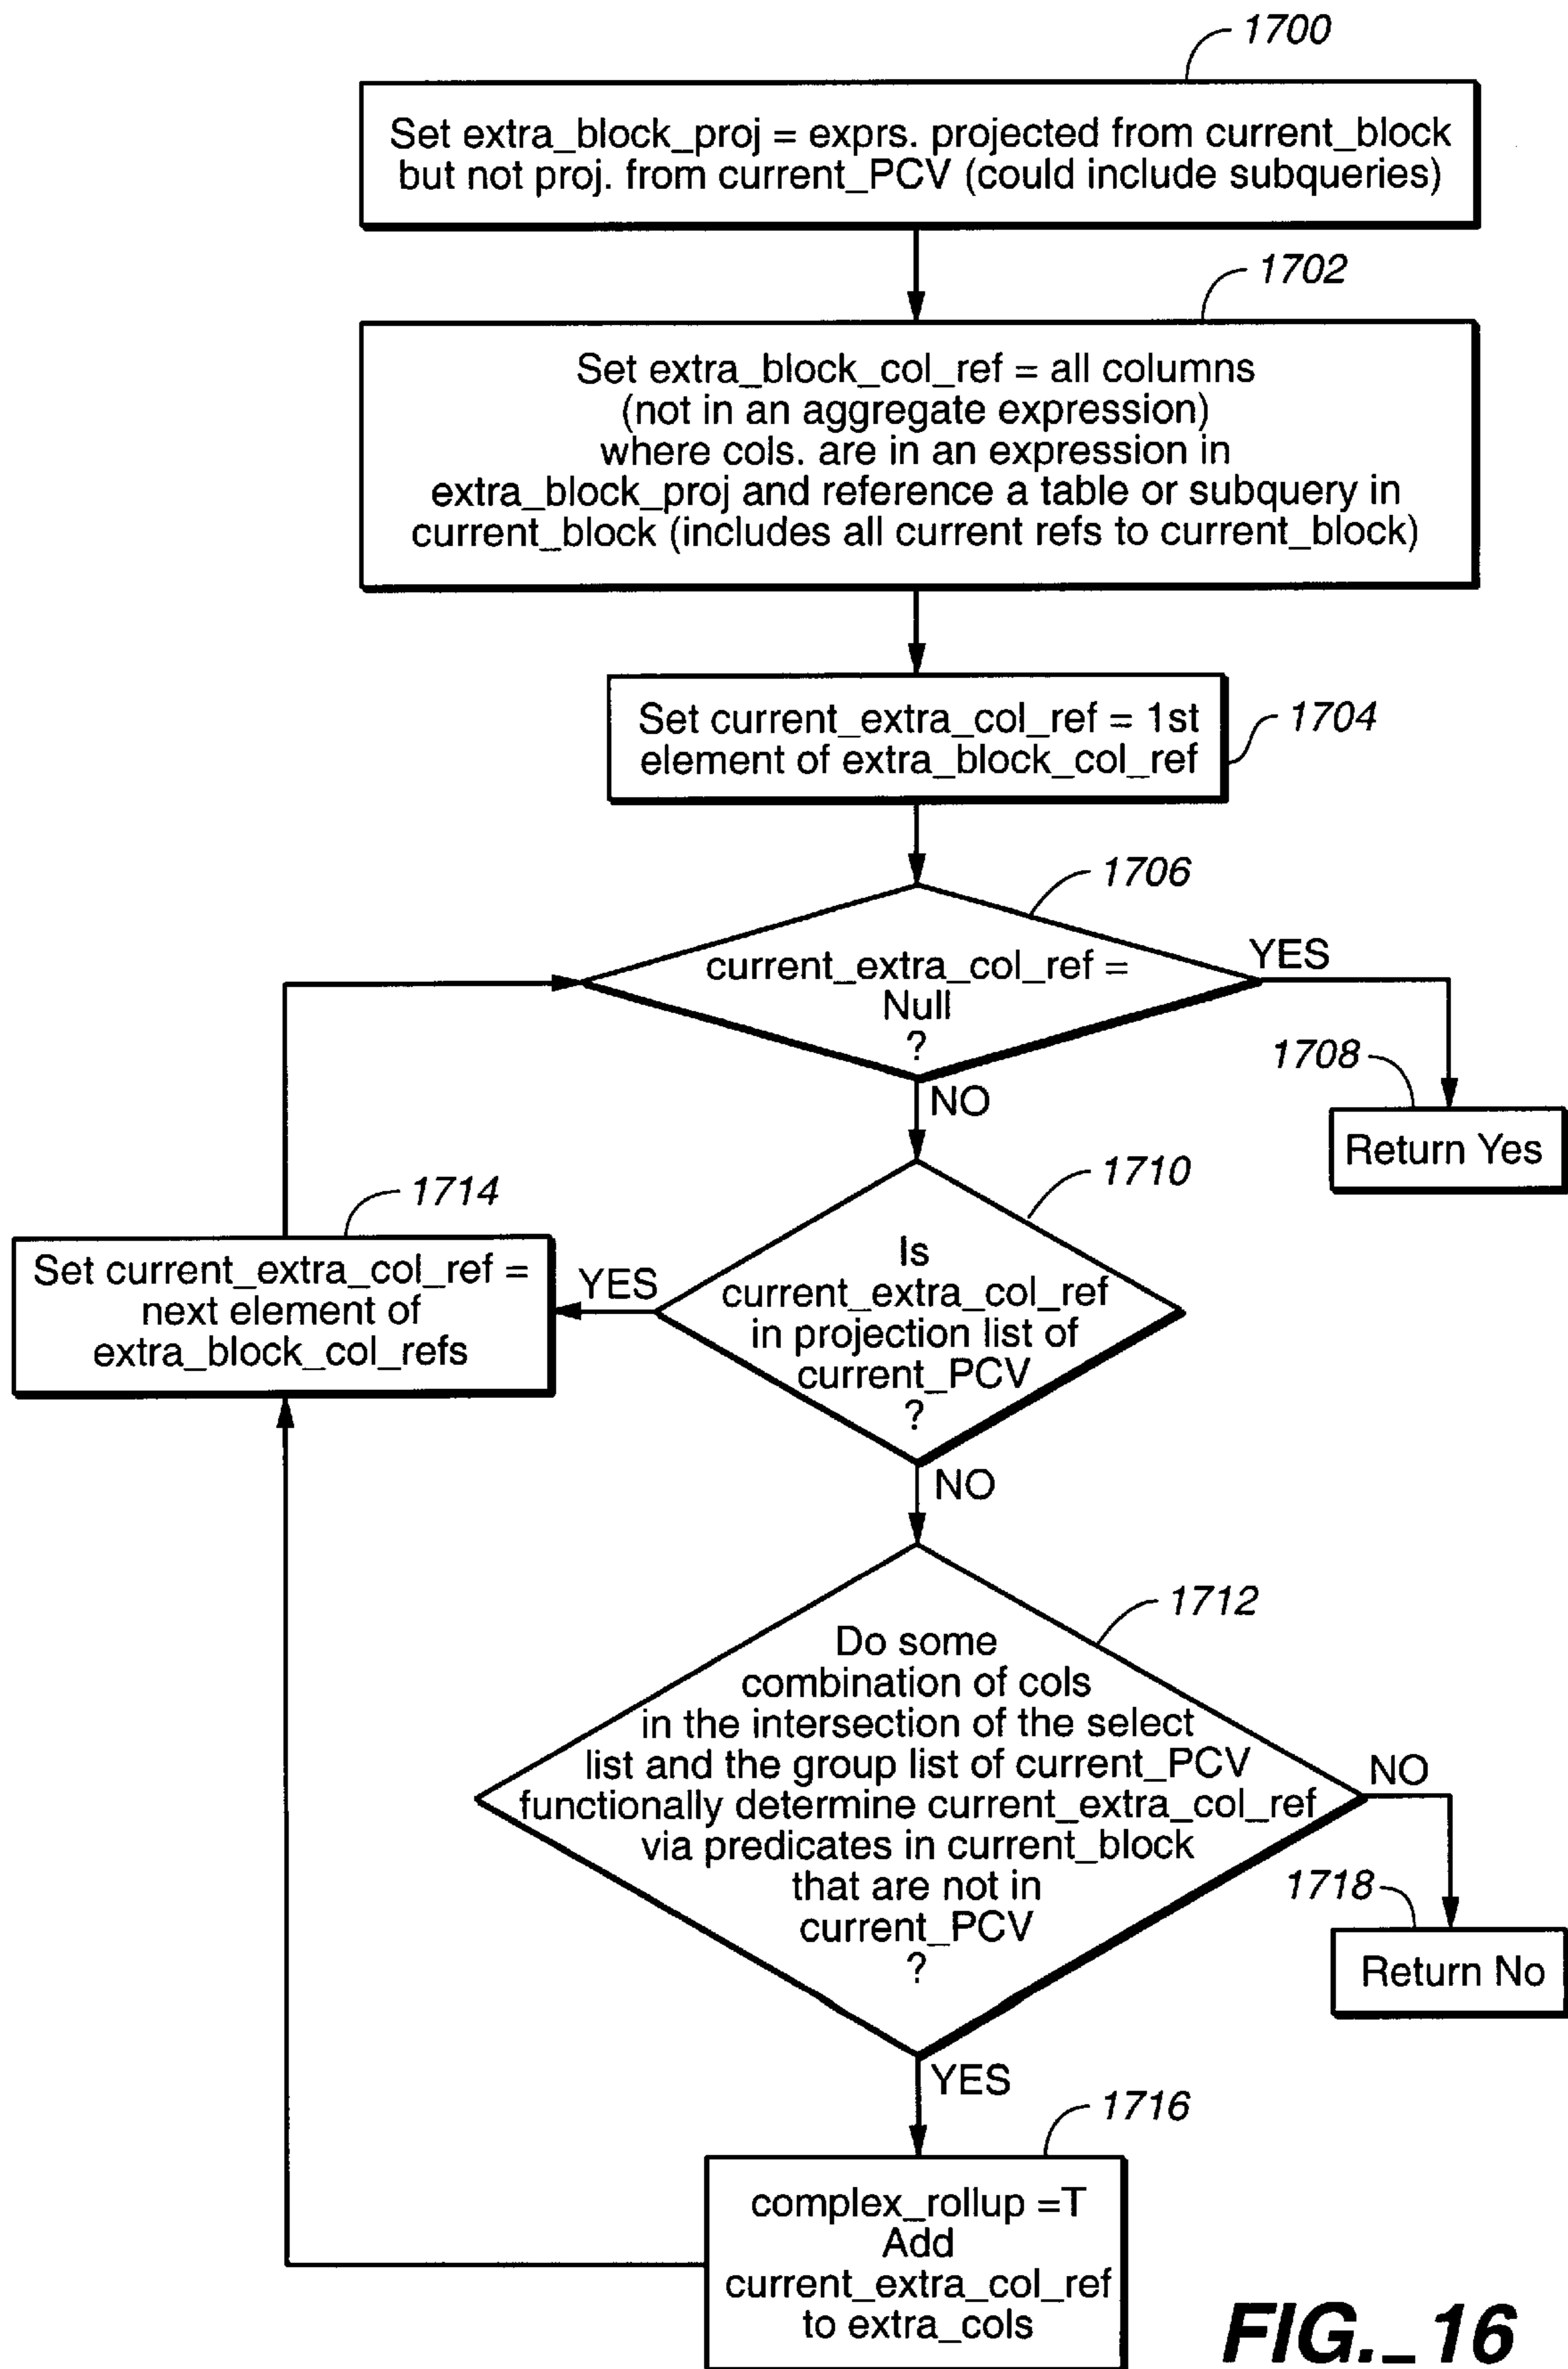 1700
Set extra_block_proj = exprs. projected from current_block
but not proj. from current_PCV (could include subqueries)
1702
Set extra_block_col_ref = all columns
(not in an aggregate expression)
where cols. are in an expression in
extra_block_proj and reference a table or subquery in
current_block (includes all current refs to current_block)
Set current_extra_col_ref = 1st
element of extra_block_col_ref
1704
1706
current_extra_col_ref =
Null
?
YES
NO
1708
Return Yes
1710
Is
current_extra_col_ref
in projection list of
current_PCV
?
YES
NO
1714
Set current_extra_col_ref =
next element of
extra_block_col_refs
1712
Do some
combination of cols
in the intersection of the select
list and the group list of current_PCV
functionally determine current_extra_col_ref
via predicates in current_block
that are not in
current_PCV
?
NO
1718
Return No
YES
1716
complex_rollup =T
Add
current_extra_col_ref
to extra_cols
FIG._16